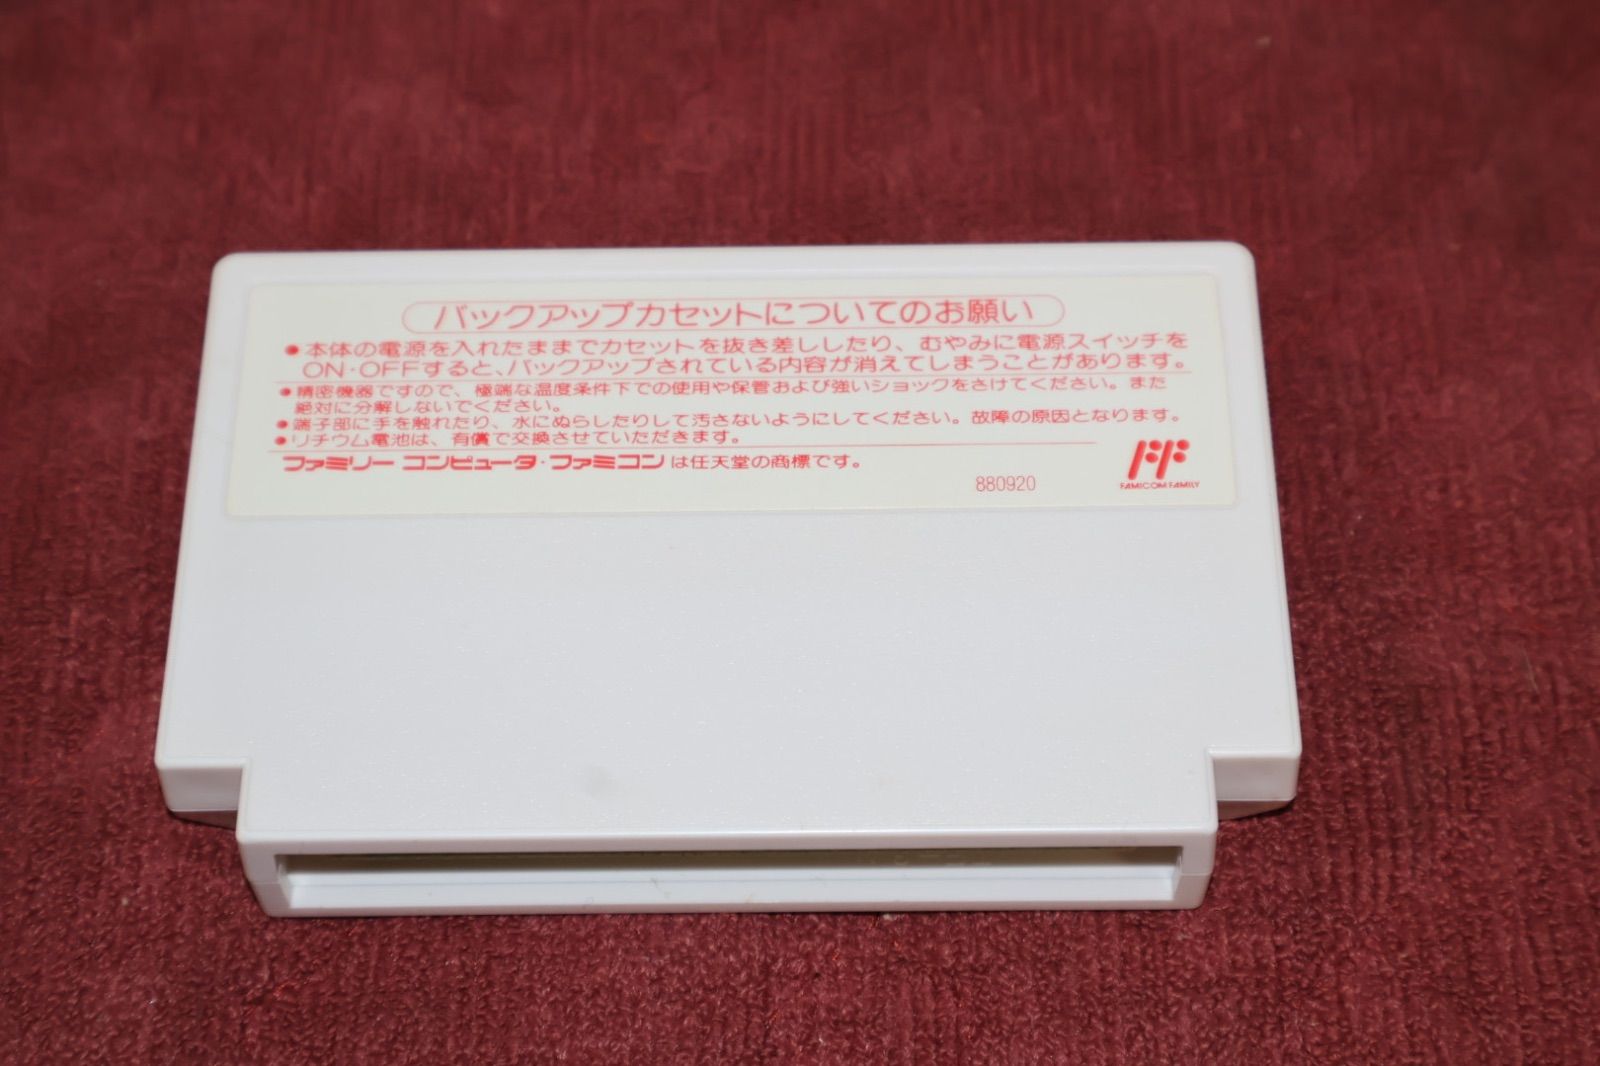 バックアップカセットについてのお願い
●本体の電源を入れたままでカセットを抜き差ししたり、むやみに電源スイッチを
ON・OFFすると、バックアップされている内容が消えてしまうことがあります。
●精密機器ですので、極端な温度条件下での使用や保管および強いショックをさけてください。また
絶対に分解しないでください。
●端子部に手を触れたり、水にぬらしたりして汚さないようにしてください。故障の原因となります。
●リチウム電池は、有償で交換させていただきます。
ファミリー コンピュータ・ファミコンは任天堂の商標です。
880920
FF
FAMICOM FAMILY